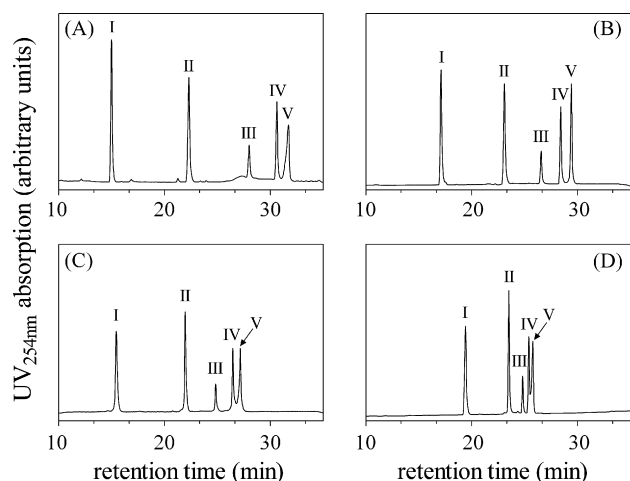 UV254nm absorption (arbitrary units)
(A)
I
II
III
IV
V
10
20
30
(B)
I
II
III
IV
V
10
20
30
(C)
I
II
III
IV
V
10
20
30
retention time (min)
(D)
I
II
III
IV
V
10
20
30
retention time (min)